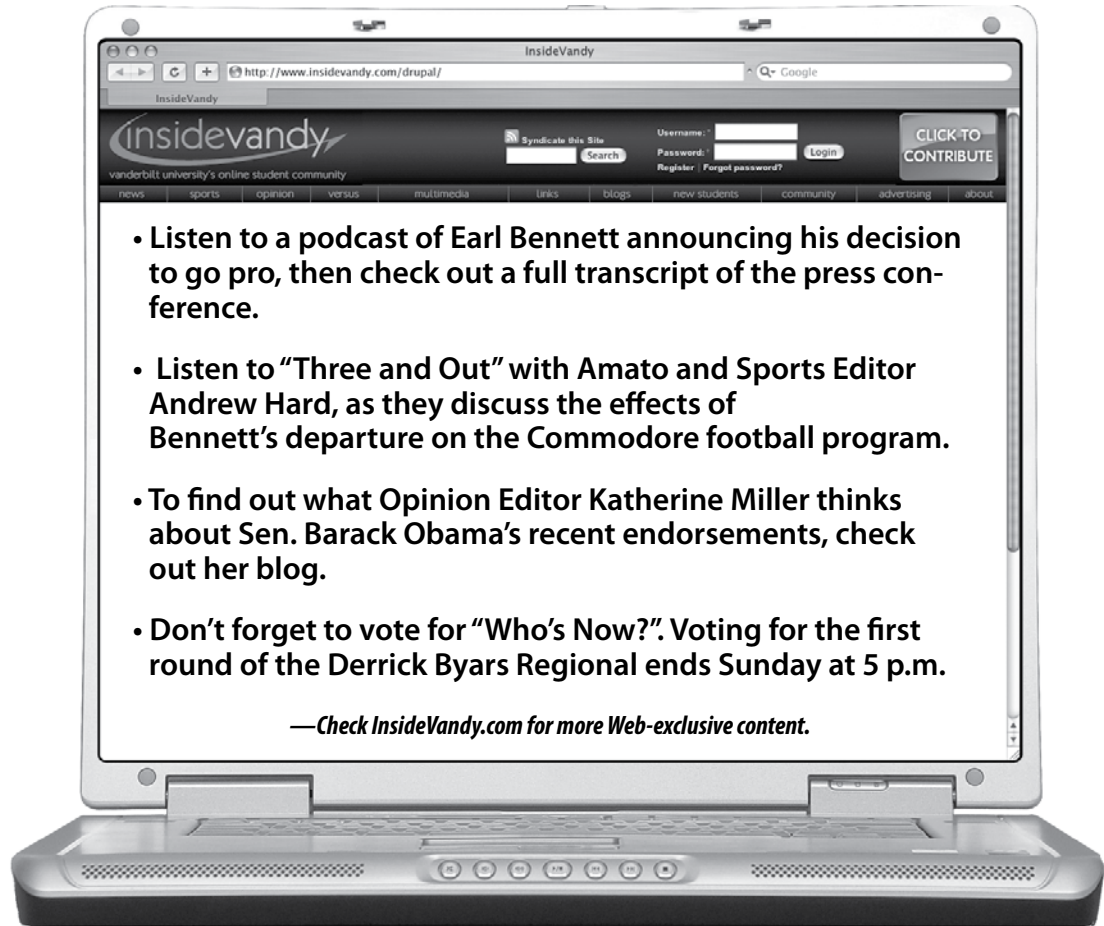 InsideVandy
http://www.insidevandy.com/drupal/
Google
InsideVandy
insidevandy
vanderbilt university's online student community
Syndicate this Site
Search
Username: *
Password: *
Login
Register | Forgot password?
CLICK TO
CONTRIBUTE
news sports opinion versus multimedia links blogs new students community advertising about
• Listen to a podcast of Earl Bennett announcing his decision
to go pro, then check out a full transcript of the press con-
ference.
• Listen to “Three and Out” with Amato and Sports Editor
Andrew Hard, as they discuss the effects of
Bennett’s departure on the Commodore football program.
• To find out what Opinion Editor Katherine Miller thinks
about Sen. Barack Obama’s recent endorsements, check
out her blog.
• Don’t forget to vote for “Who’s Now?”. Voting for the first
round of the Derrick Byars Regional ends Sunday at 5 p.m.
—Check InsideVandy.com for more Web-exclusive content.